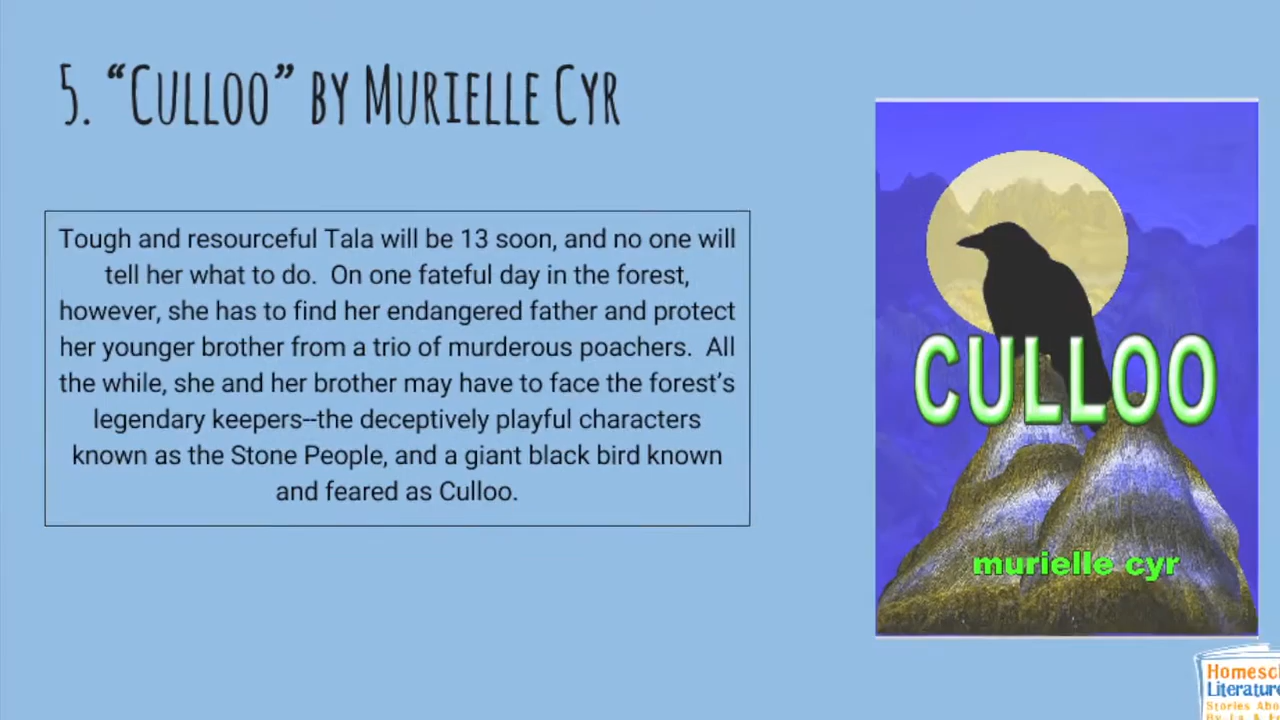 5. “Culloo” by Murielle Cyr
Tough and resourceful Tala will be 13 soon, and no one will
tell her what to do.  On one fateful day in the forest,
however, she has to find her endangered father and protect
her younger brother from a trio of murderous poachers.  All
the while, she and her brother may have to face the forest’s
legendary keepers--the deceptively playful characters
known as the Stone People, and a giant black bird known
and feared as Culloo.
CULLOO
murielle cyr
Homesc
Literature
Stories Abo